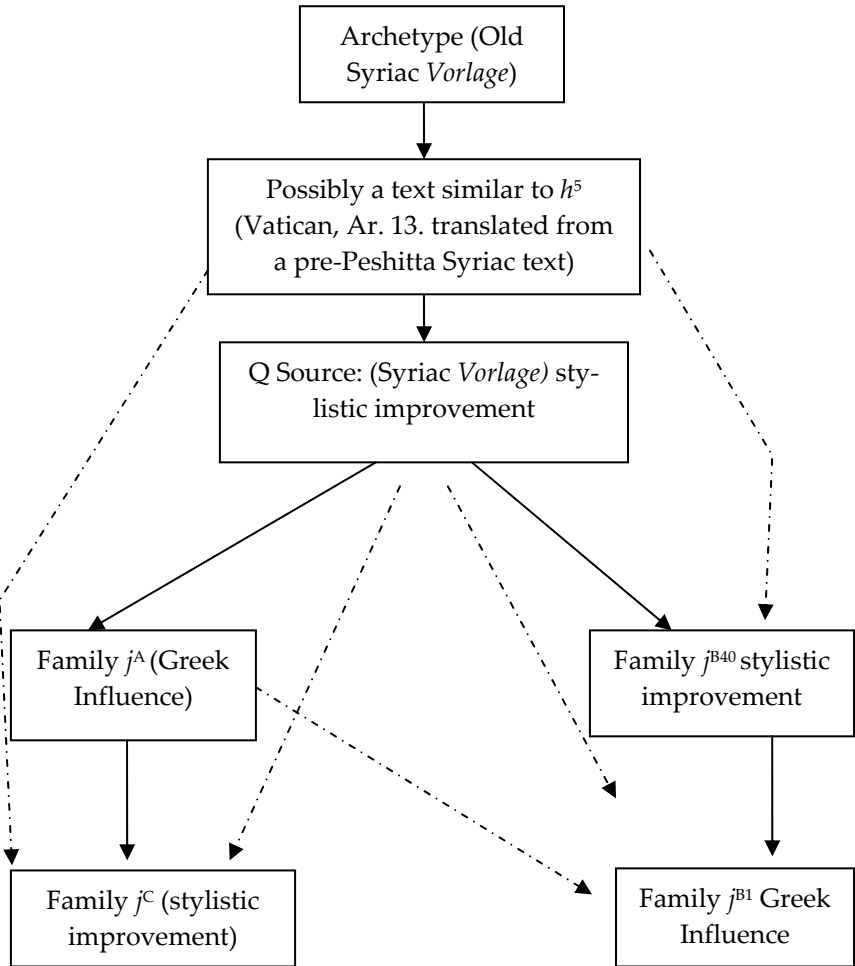 Archetype (Old
Syriac Vorlage)
Possibly a text similar to h⁵
(Vatican, Ar. 13. translated from
a pre-Peshitta Syriac text)
Q Source: (Syriac Vorlage) sty-
listic improvement
Family jᴬ (Greek
Influence)
Family jᴮ⁴⁰ stylistic
improvement
Family jᶜ (stylistic
improvement)
Family jᴮ¹ Greek
Influence